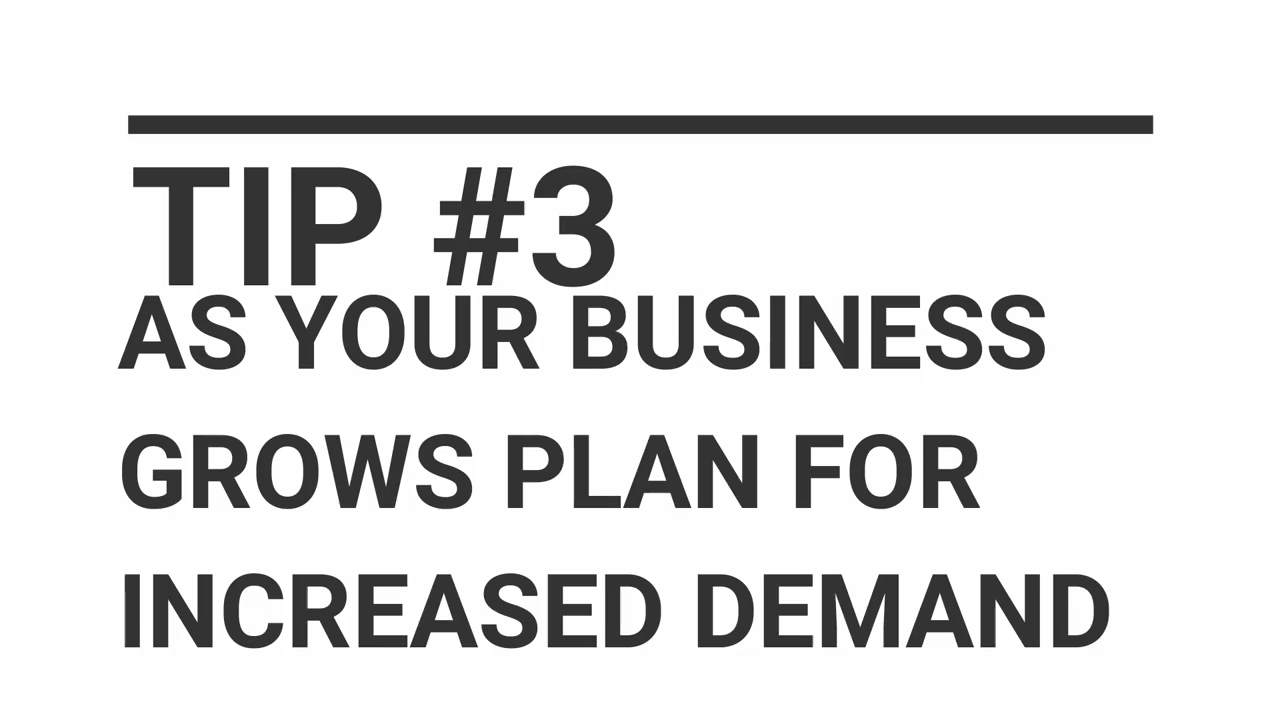 TIP #3
AS YOUR BUSINESS
GROWS PLAN FOR
INCREASED DEMAND